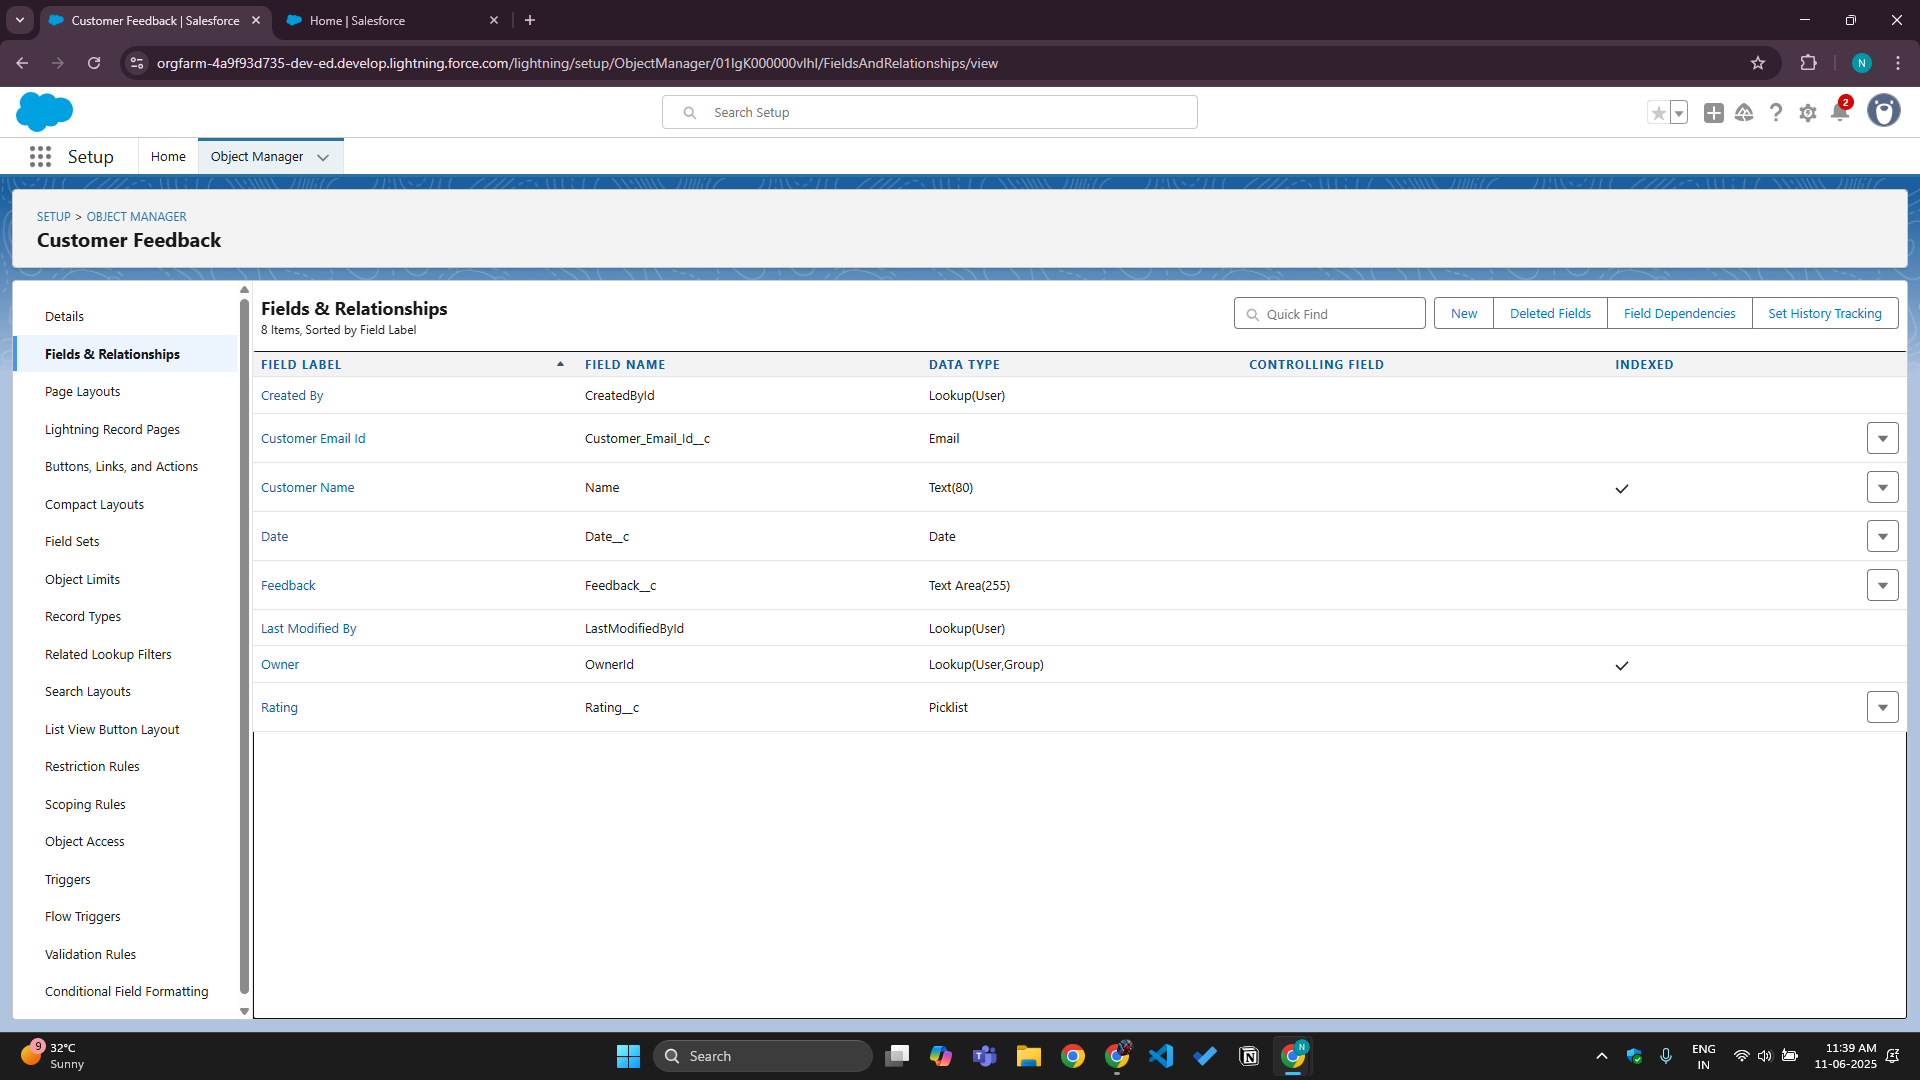 Customer Feedback | Salesforce
Home | Salesforce
orgfarm-4a9f93d735-dev-ed.develop.lightning.force.com/lightning/setup/ObjectManager/01IgK000000vlhl/FieldsAndRelationships/view
N
Search Setup
2
Setup
Home
Object Manager
SETUP > OBJECT MANAGER
Customer Feedback
Details
Fields & Relationships
Page Layouts
Lightning Record Pages
Buttons, Links, and Actions
Compact Layouts
Field Sets
Object Limits
Record Types
Related Lookup Filters
Search Layouts
List View Button Layout
Restriction Rules
Scoping Rules
Object Access
Triggers
Flow Triggers
Validation Rules
Conditional Field Formatting
Fields & Relationships
8 Items, Sorted by Field Label
Quick Find
New
Deleted Fields
Field Dependencies
Set History Tracking
FIELD LABEL FIELD NAME DATA TYPE CONTROLLING FIELD INDEXED
Created By CreatedById Lookup(User)
Customer Email Id Customer_Email_Id__c Email
Customer Name Name Text(80)
Date Date__c Date
Feedback Feedback__c Text Area(255)
Last Modified By LastModifiedById Lookup(User)
Owner OwnerId Lookup(User,Group)
Rating Rating__c Picklist
9
32°C
Sunny
Search
N
ENG
IN
11:39 AM
11-06-2025